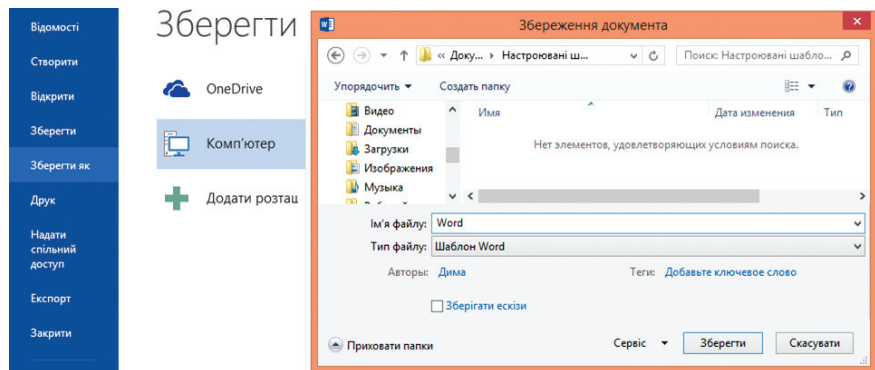 Відомості
Створити
Відкрити
Зберегти
Зберегти як
Друк
Надати
спільний
доступ
Експорт
Закрити
Зберегти
OneDrive
Комп'ютер
Додати розташ
Збереження документа
« Доку... Настроювані ш...
Поиск: Настроювані шабло...
Упорядочить Создать папку
Видео
Документы
Загрузки
Изображения
Музыка
Имя Дата изменения Тип
Нет элементов, удовлетворяющих условиям поиска.
Ім'я файлу: Word
Тип файлу: Шаблон Word
Авторы: Дима Теги: Добавьте ключевое слово
Зберігати ескізи
Приховати папки Сервіс Зберегти Скасувати